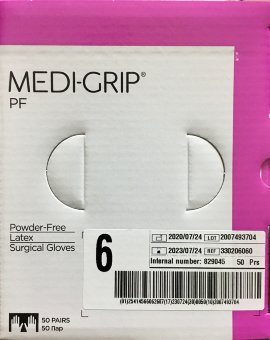 MEDI-GRIP®
PF
Powder-Free
Latex
Surgical Gloves
50 PAIRS
50 Пар
6
2020/07/24 LOT 2007493704
2023/07/24 REF 330206060
Internal number: 829045 50 Prs